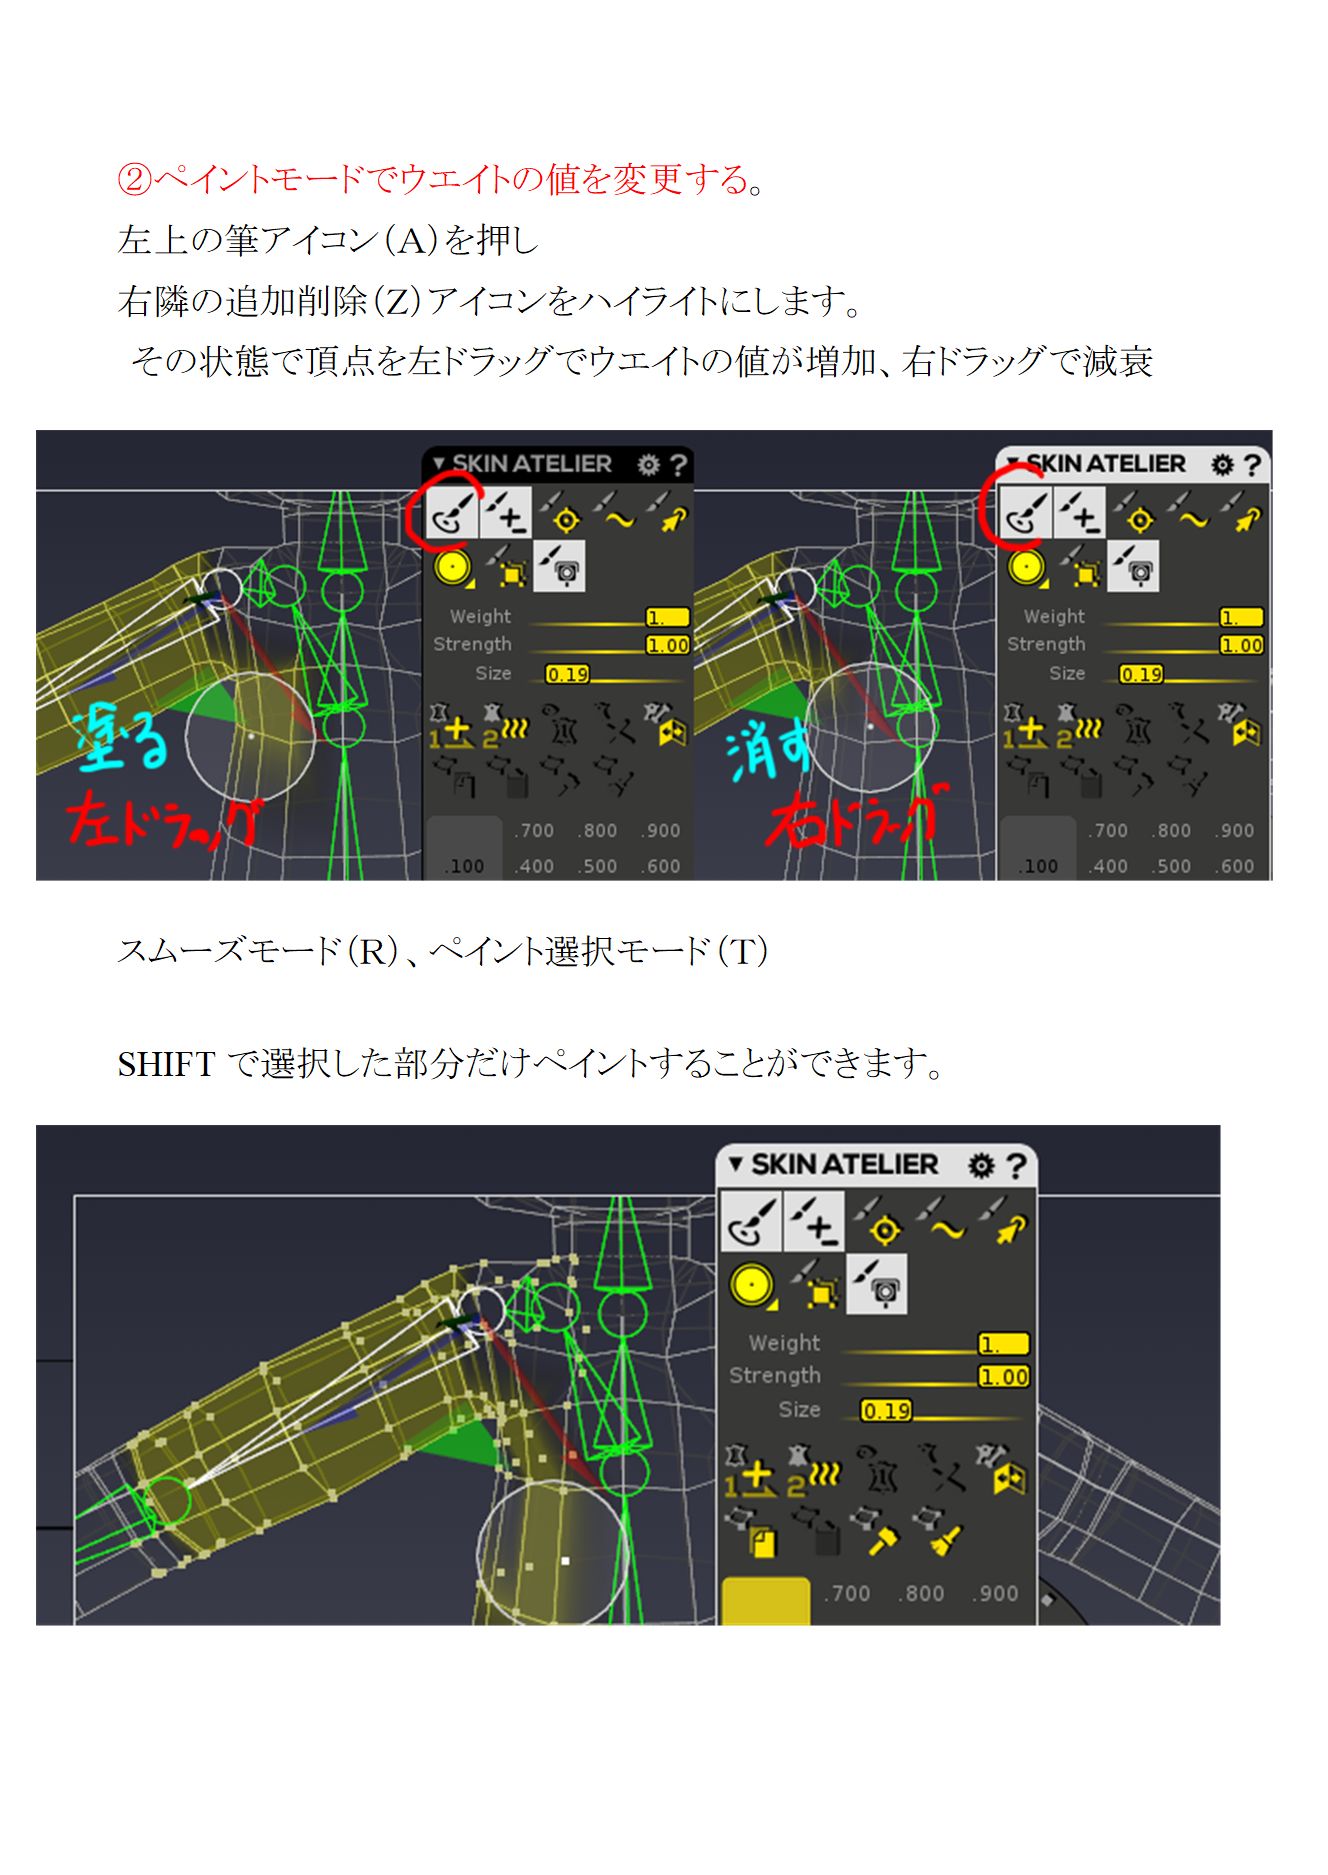 ②ペイントモードでウエイトの値を変更する。
左上の筆アイコン（A）を押し
右隣の追加削除（Z）アイコンをハイライトにします。
その状態で頂点を左ドラッグでウエイトの値が増加、右ドラッグで減衰
▼ SKIN ATELIER ?
Weight 1.
Strength 1.00
Size 0.19
1 2
.700 .800 .900
.100 .400 .500 .600
塗る
左ドラッグ
▼ SKIN ATELIER ?
Weight 1.
Strength 1.00
Size 0.19
1 2
.700 .800 .900
.100 .400 .500 .600
消す
右ドラッグ
スムーズモード（R）、ペイント選択モード（T）
SHIFT で選択した部分だけペイントすることができます。
▼ SKIN ATELIER ?
Weight 1.
Strength 1.00
Size 0.19
1 2
.700 .800 .900